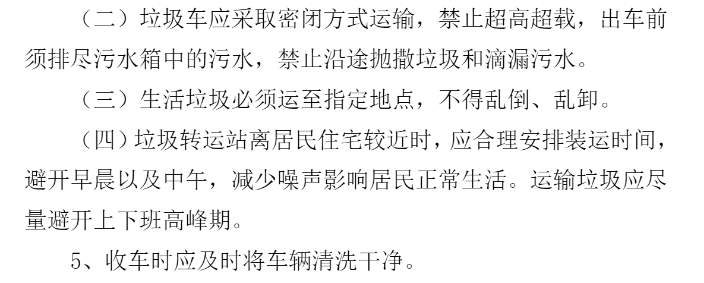 （二）垃圾车应采取密闭方式运输，禁止超高超载，出车前
须排尽污水箱中的污水，禁止沿途抛撒垃圾和滴漏污水。
（三）生活垃圾必须运至指定地点，不得乱倒、乱卸。
（四）垃圾转运站离居民住宅较近时，应合理安排装运时间，
避开早晨以及中午，减少噪声影响居民正常生活。运输垃圾应尽
量避开上下班高峰期。
5、收车时应及时将车辆清洗干净。